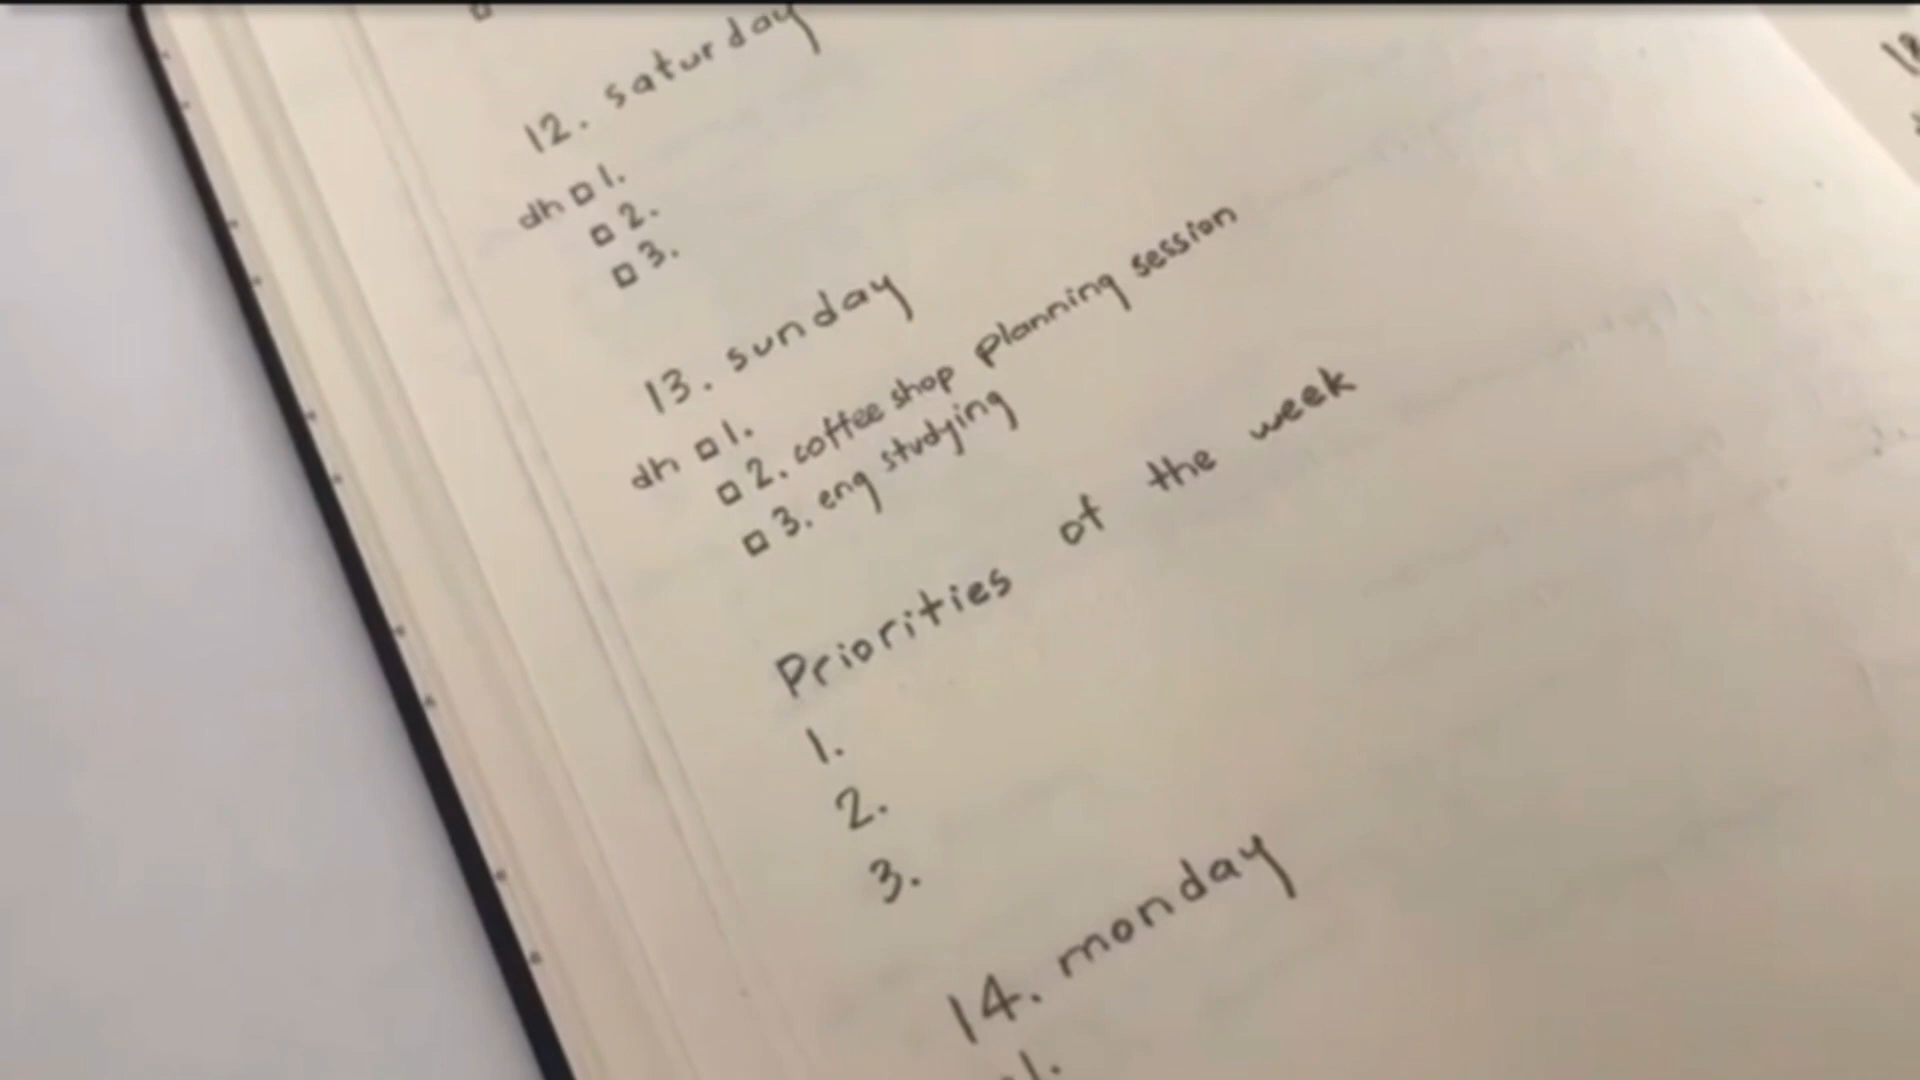 12. saturday
dh □ 1.
□ 2.
□ 3.
13. sunday
dh □ 1.
□ 2. coffee shop planning session
□ 3. eng studying
Priorities of the week
1.
2.
3.
14. monday
1.